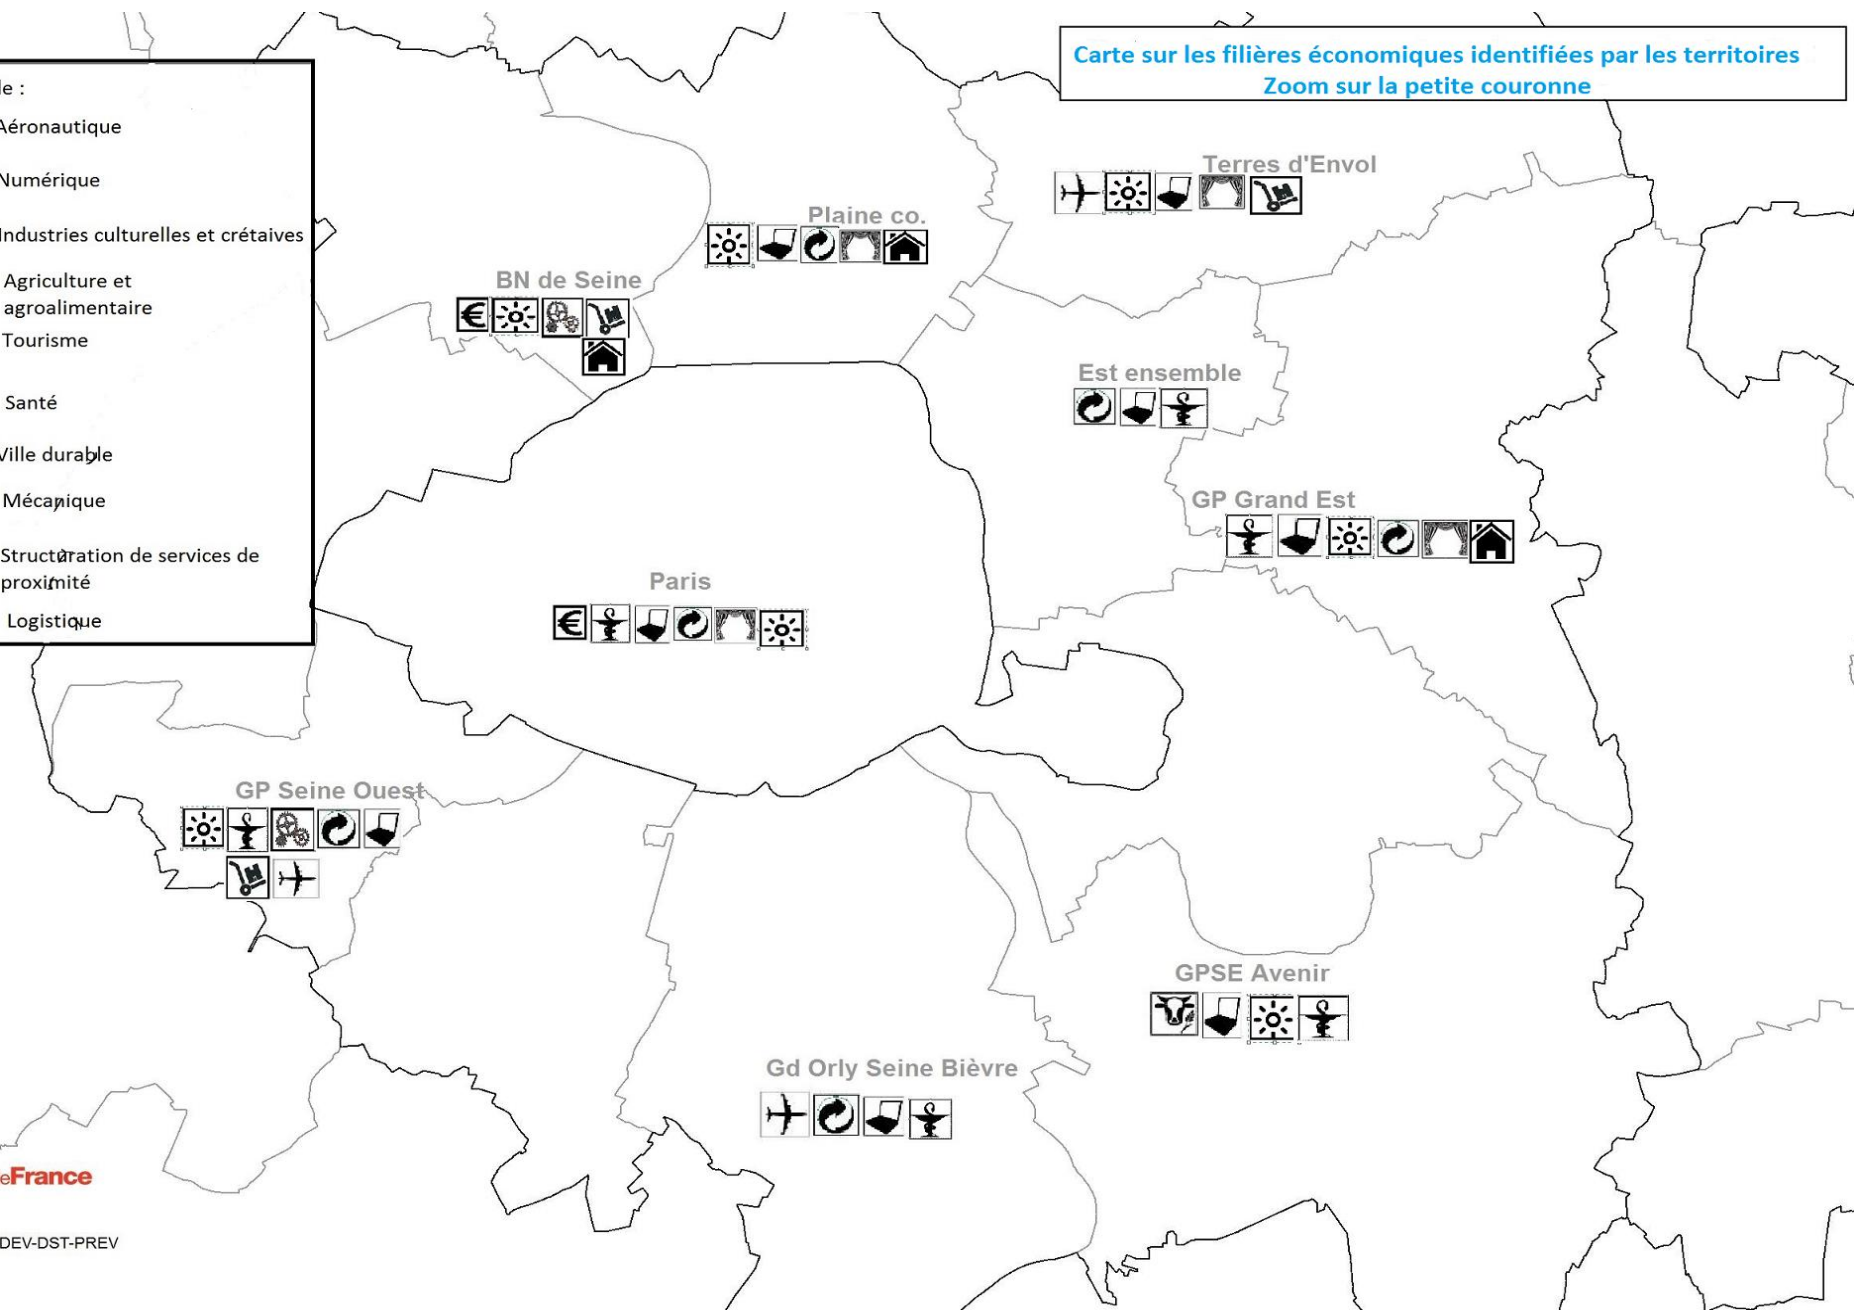 Carte sur les filières économiques identifiées par les territoires
Zoom sur la petite couronne
le :
Aéronautique
Numérique
Industries culturelles et crétaives
Agriculture et
agroalimentaire
Tourisme
Santé
Ville durable
Mécanique
Structuration de services de
proximité
Logistique
Terres d'Envol
Plaine co.
BN de Seine
Est ensemble
GP Grand Est
Paris
GP Seine Ouest
GPSE Avenir
Gd Orly Seine Bièvre
eFrance
DEV-DST-PREV